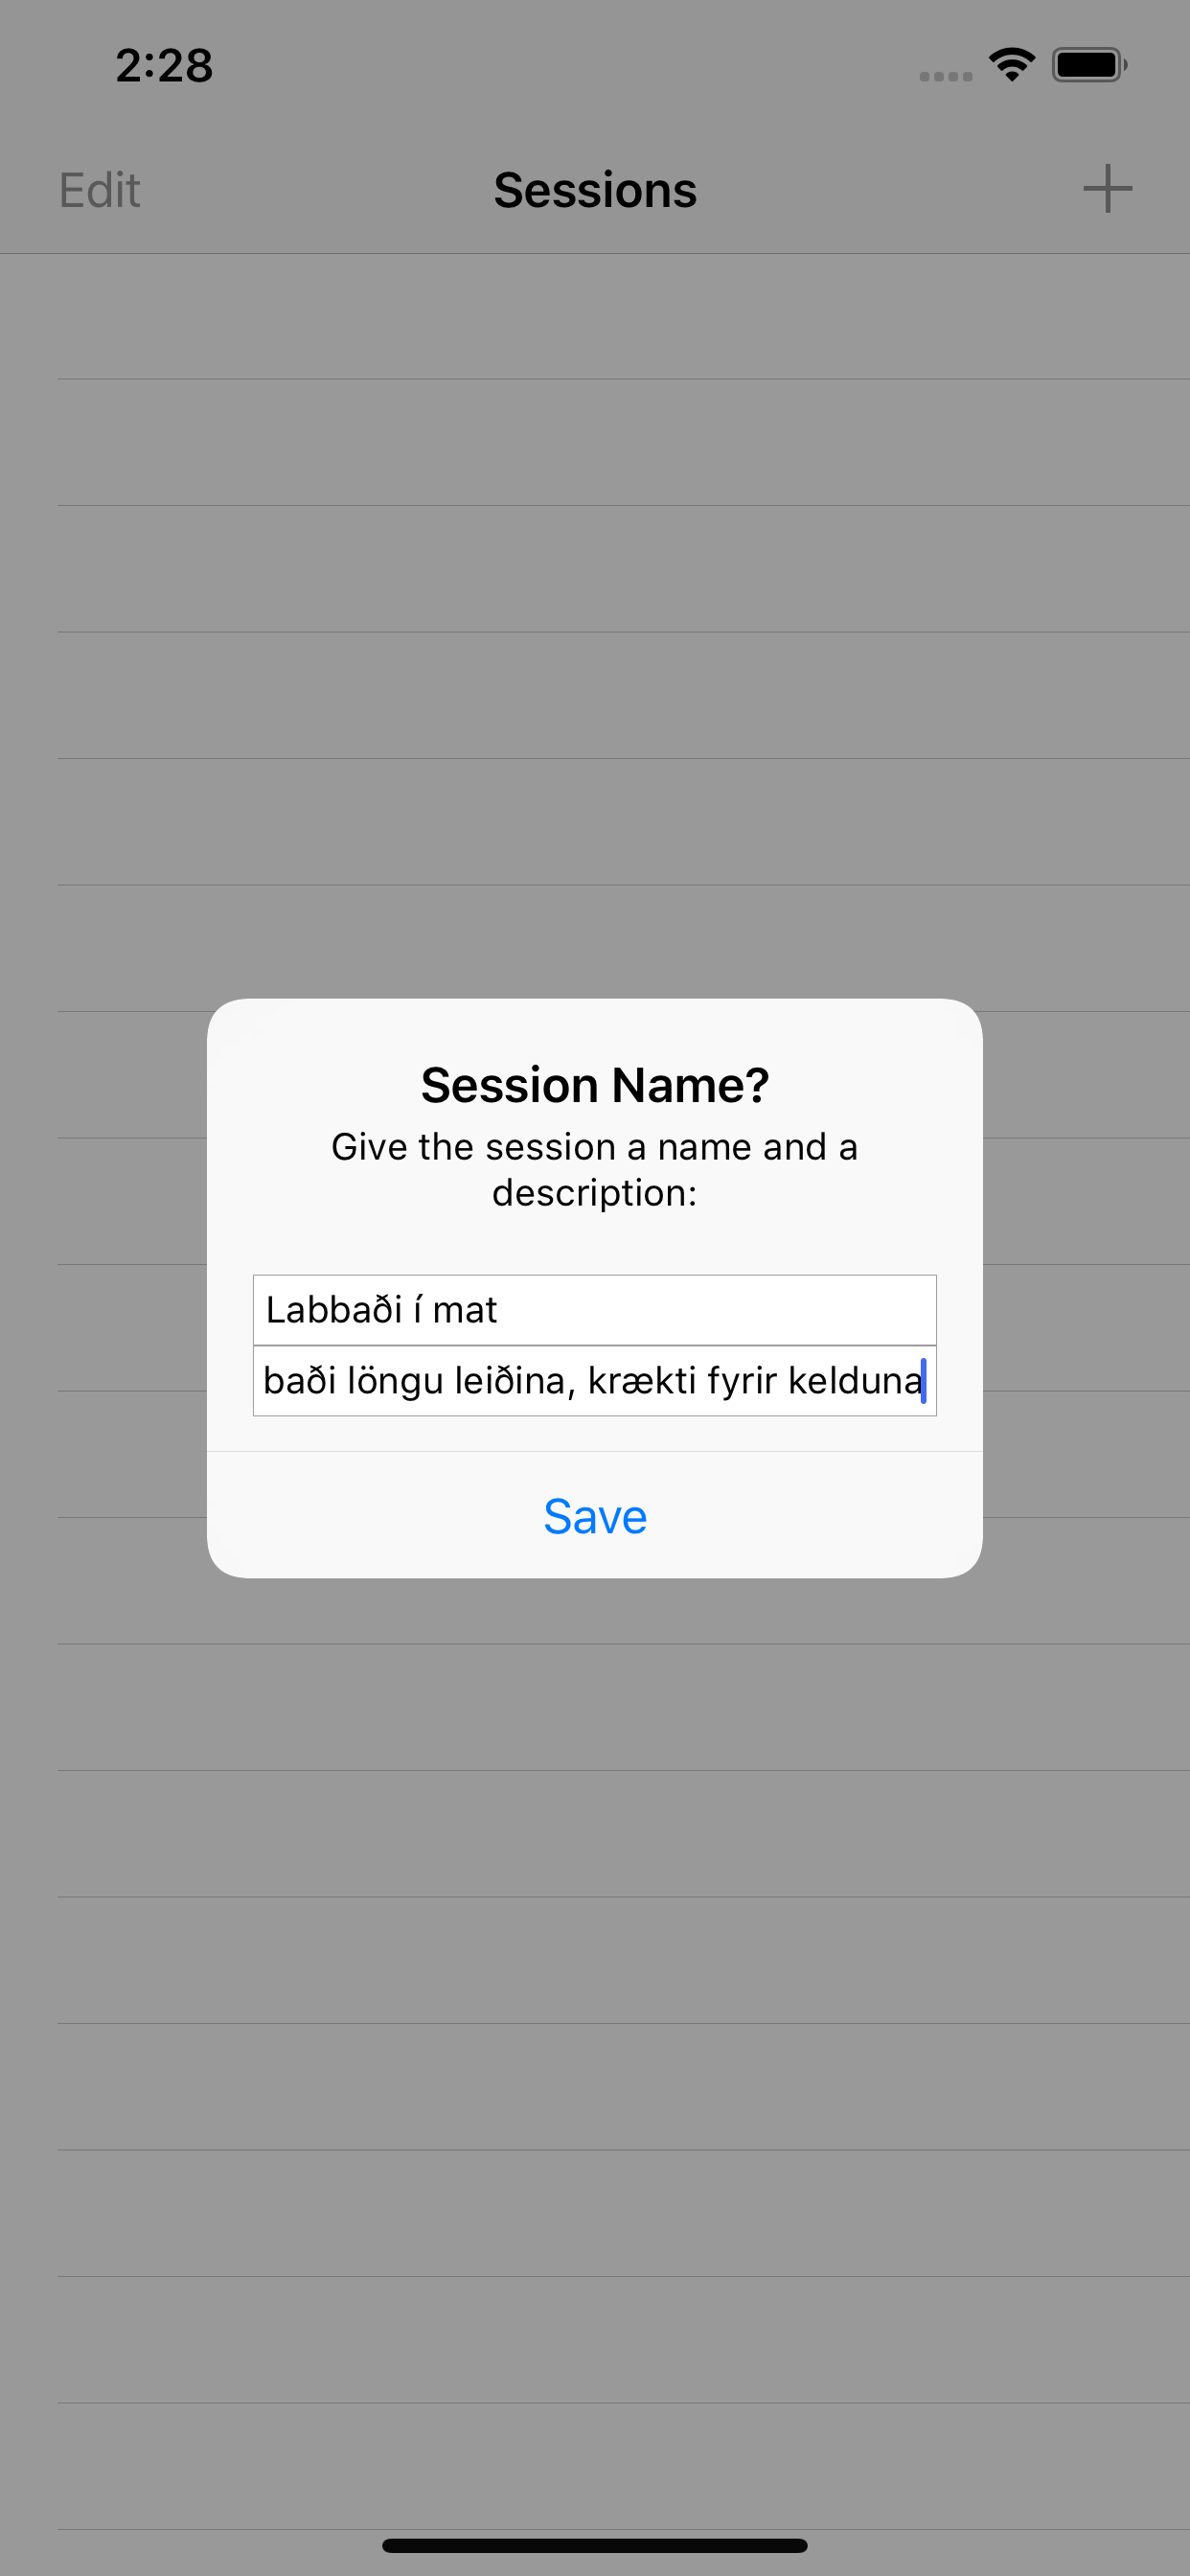 2:28
Edit Sessions
Session Name?
Give the session a name and a
description:
Labbaði í mat
baði löngu leiðina, krækti fyrir kelduna
Save